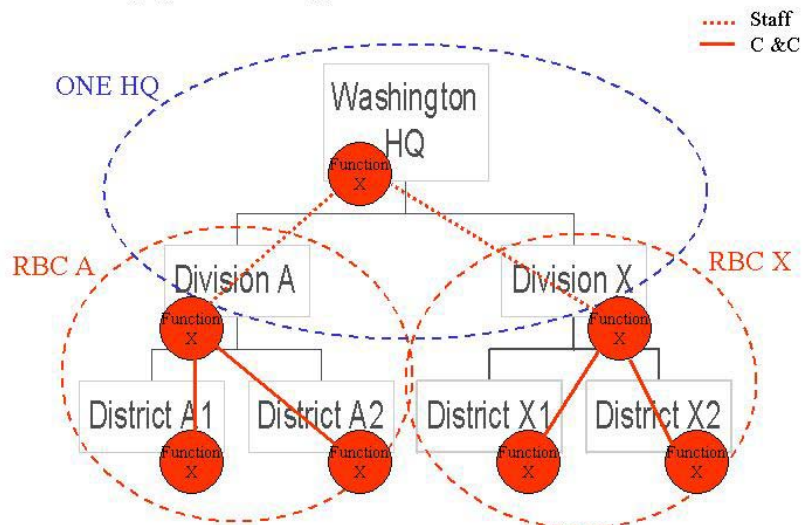 Staff
C &C
ONE HQ
Washington
HQ
Function
X
RBC A
Division A
Division X
RBC X
Function
X
Function
X
District A1
District A2
District X1
District X2
Function
X
Function
X
Function
X
Function
X